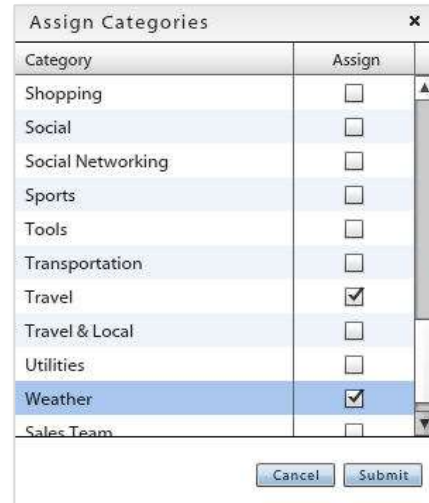 Assign Categories ×
Category Assign
Shopping
Social
Social Networking
Sports
Tools
Transportation
Travel
Travel & Local
Utilities
Weather
Sales Team
Cancel Submit